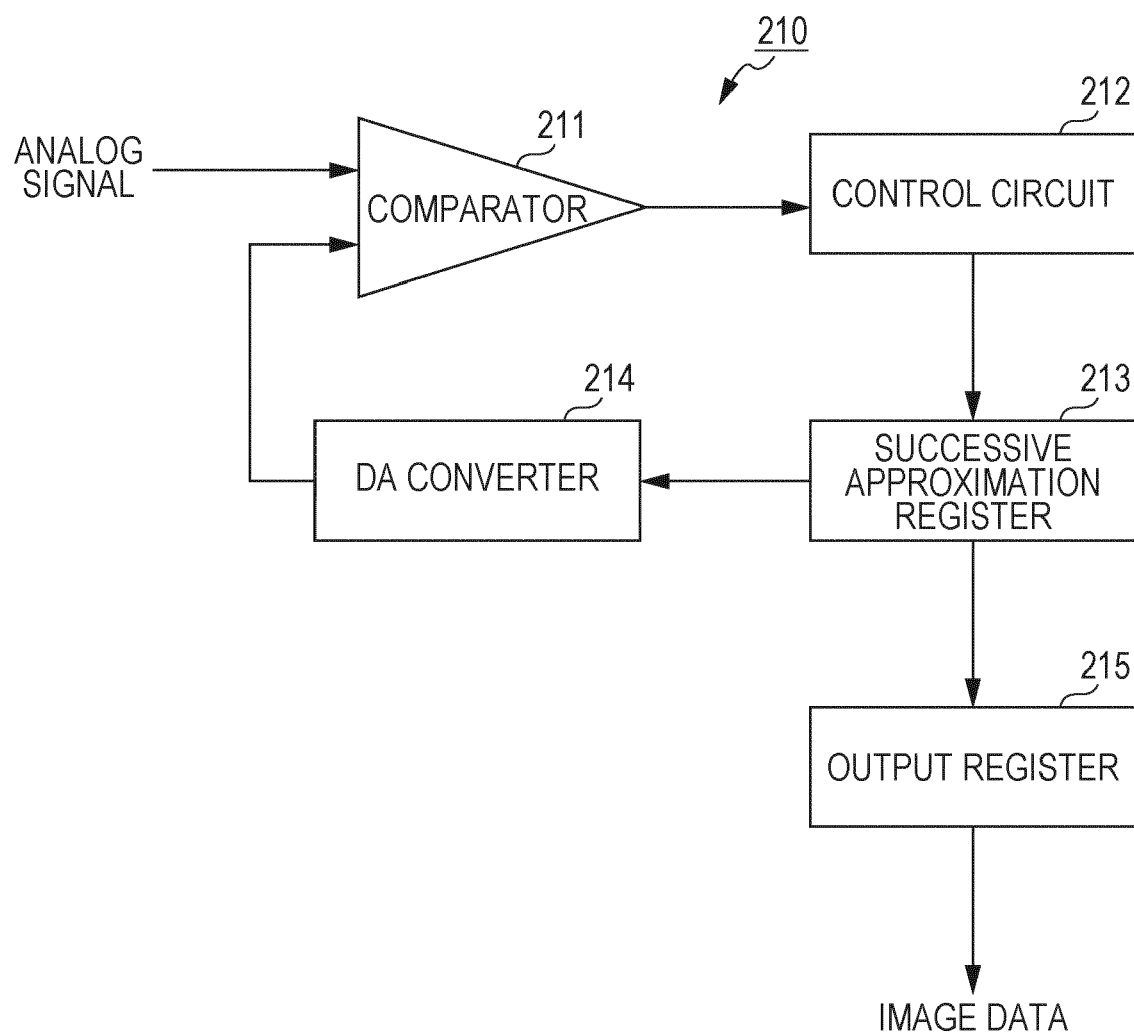 210
212
211
ANALOG
SIGNAL
COMPARATOR
CONTROL CIRCUIT
214
213
DA CONVERTER
SUCCESSIVE
APPROXIMATION
REGISTER
215
OUTPUT REGISTER
IMAGE DATA